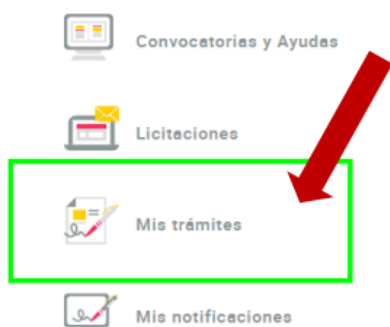 Convocatorias y Ayudas
Licitaciones
Mis trámites
Mis notificaciones